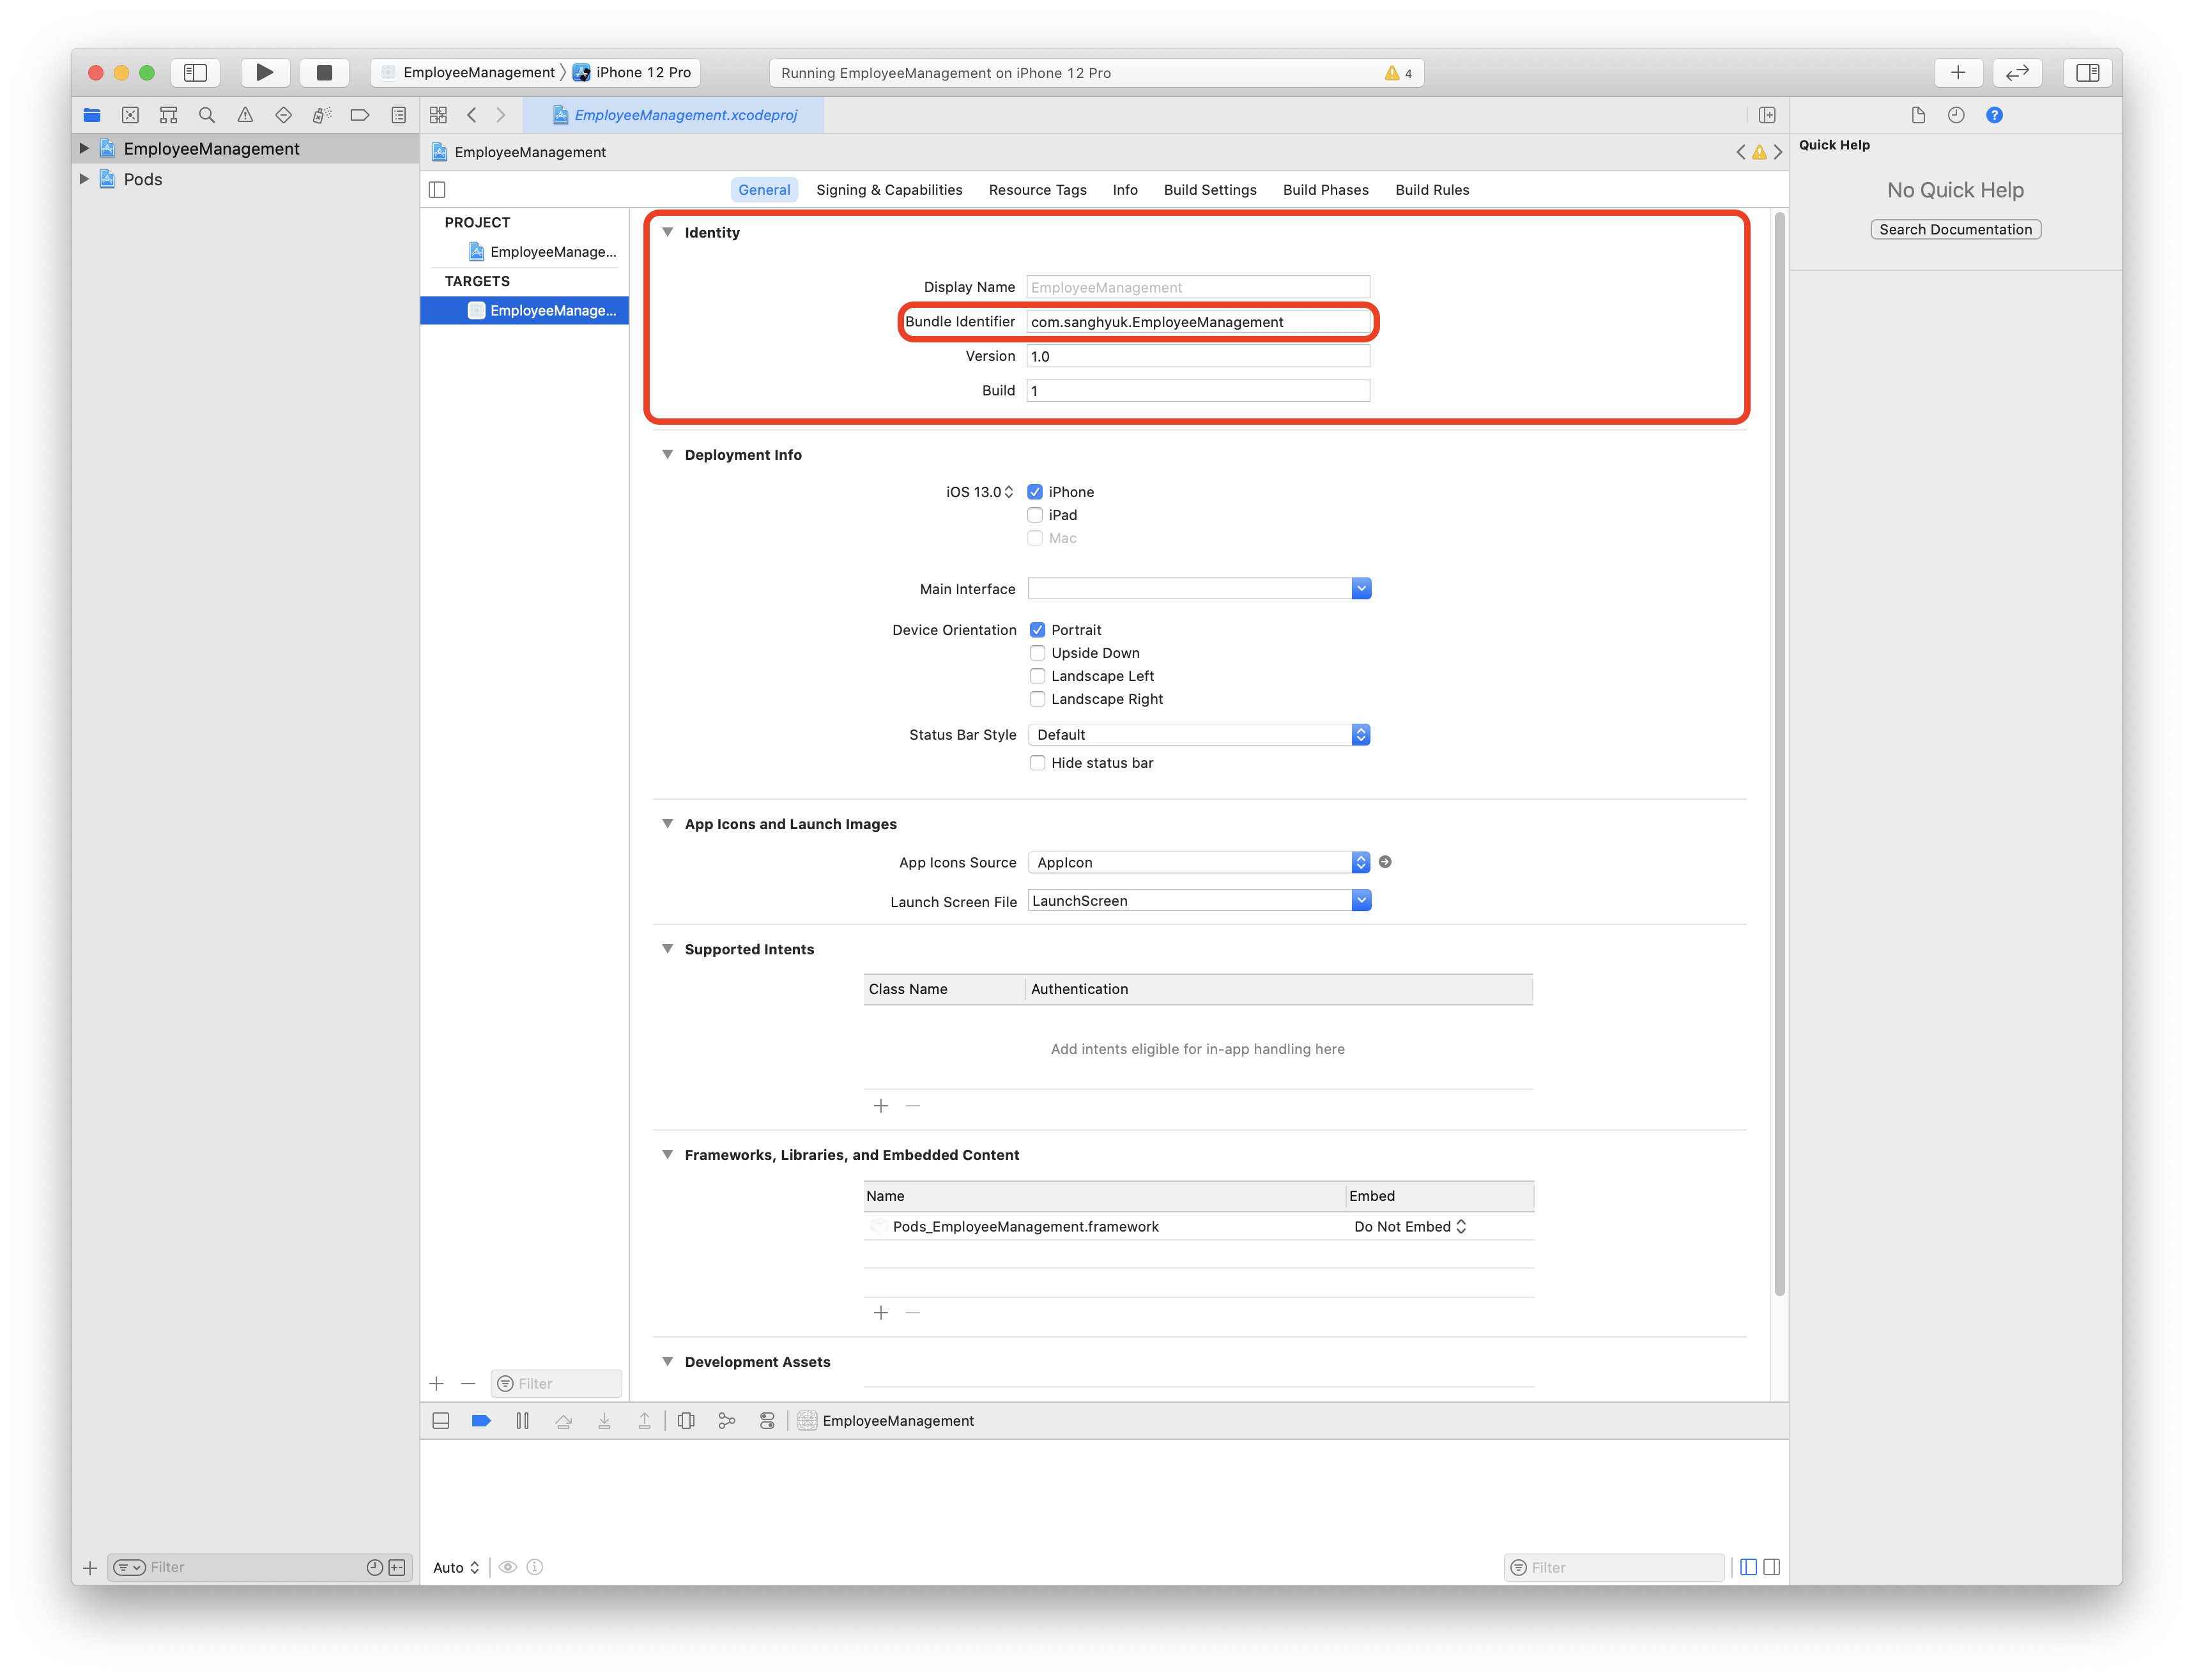 EmployeeManagement iPhone 12 Pro
Running EmployeeManagement on iPhone 12 Pro 4
EmployeeManagement.xcodeproj
EmployeeManagement
Pods
EmployeeManagement
General Signing & Capabilities Resource Tags Info Build Settings Build Phases Build Rules
PROJECT
EmployeeManage...
TARGETS
EmployeeManage...
Identity
Display Name EmployeeManagement
Bundle Identifier com.sanghyuk.EmployeeManagement
Version 1.0
Build 1
Deployment Info
iOS 13.0 iPhone
iPad
Mac
Main Interface
Device Orientation Portrait
Upside Down
Landscape Left
Landscape Right
Status Bar Style Default
Hide status bar
App Icons and Launch Images
App Icons Source AppIcon
Launch Screen File LaunchScreen
Supported Intents
Class Name Authentication
Add intents eligible for in-app handling here
Frameworks, Libraries, and Embedded Content
Name Embed
Pods_EmployeeManagement.framework Do Not Embed
Development Assets
Filter
EmployeeManagement
Filter
Auto
Filter
Quick Help
No Quick Help
Search Documentation